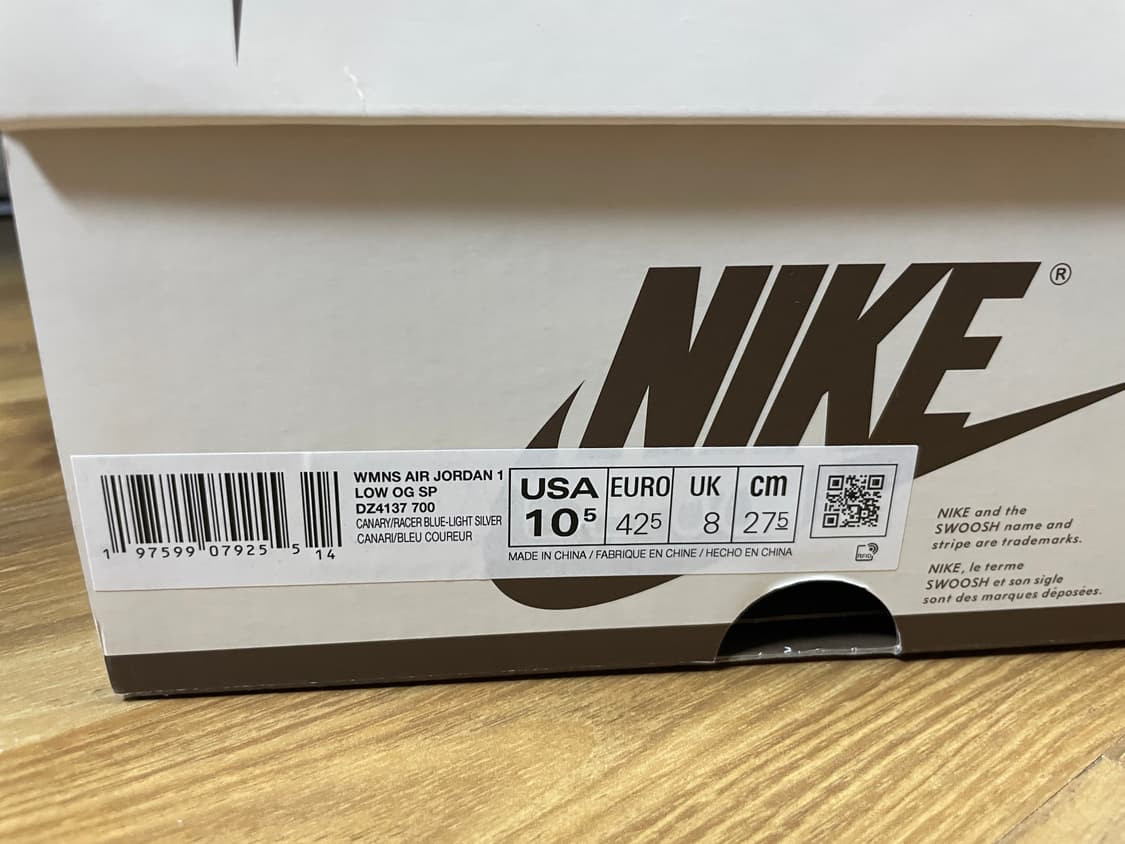 NIKE®
WMNS AIR JORDAN 1
LOW OG SP
DZ4137 700
CANARY/RACER BLUE-LIGHT SILVER
CANARI/BLEU COUREUR
1 97599 07925 5 14
USA EURO UK cm
10⁵ 42⁵ 8 27⁵
MADE IN CHINA / FABRIQUE EN CHINE / HECHO EN CHINA
RFID
NIKE and the
SWOOSH name and
stripe are trademarks.
NIKE, le terme
SWOOSH et son sigle
sont des marques déposées.